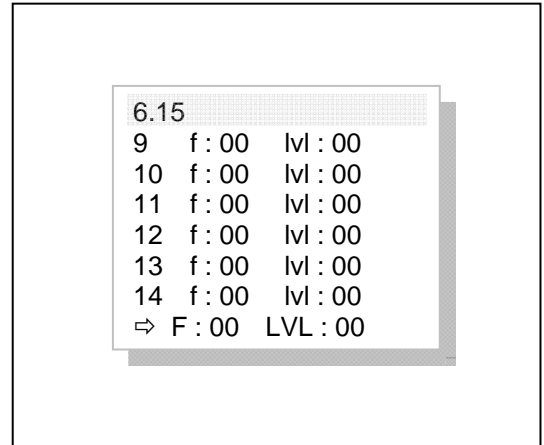 6.15
9 f : 00 lvl : 00
10 f : 00 lvl : 00
11 f : 00 lvl : 00
12 f : 00 lvl : 00
13 f : 00 lvl : 00
14 f : 00 lvl : 00
⇨ F : 00 LVL : 00